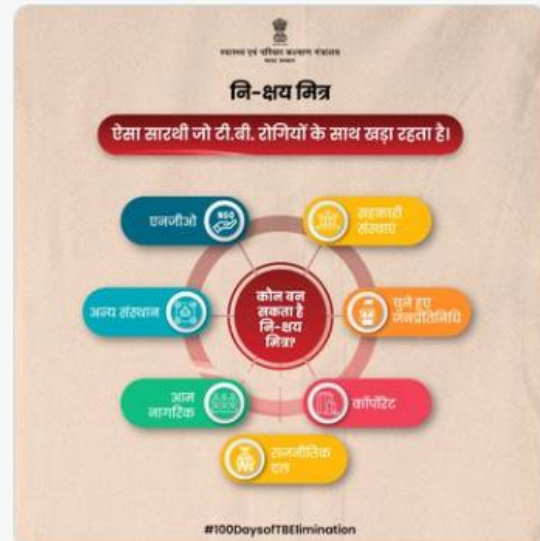 स्वास्थ्य एवं परिवार कल्याण मंत्रालय
भारत सरकार
नि-क्षय मित्र
ऐसा सारथी जो टी.बी. रोगियों के साथ खड़ा रहता है।
एनजीओ
NGO
सहकारी
संस्थाएं
अन्य संस्थान
कौन बन
सकता है
नि-क्षय
मित्र?
चुने हुए
जनप्रतिनिधि
आम
नागरिक
कॉर्पोरेट
राजनीतिक
दल
#100DaysofTBElimination